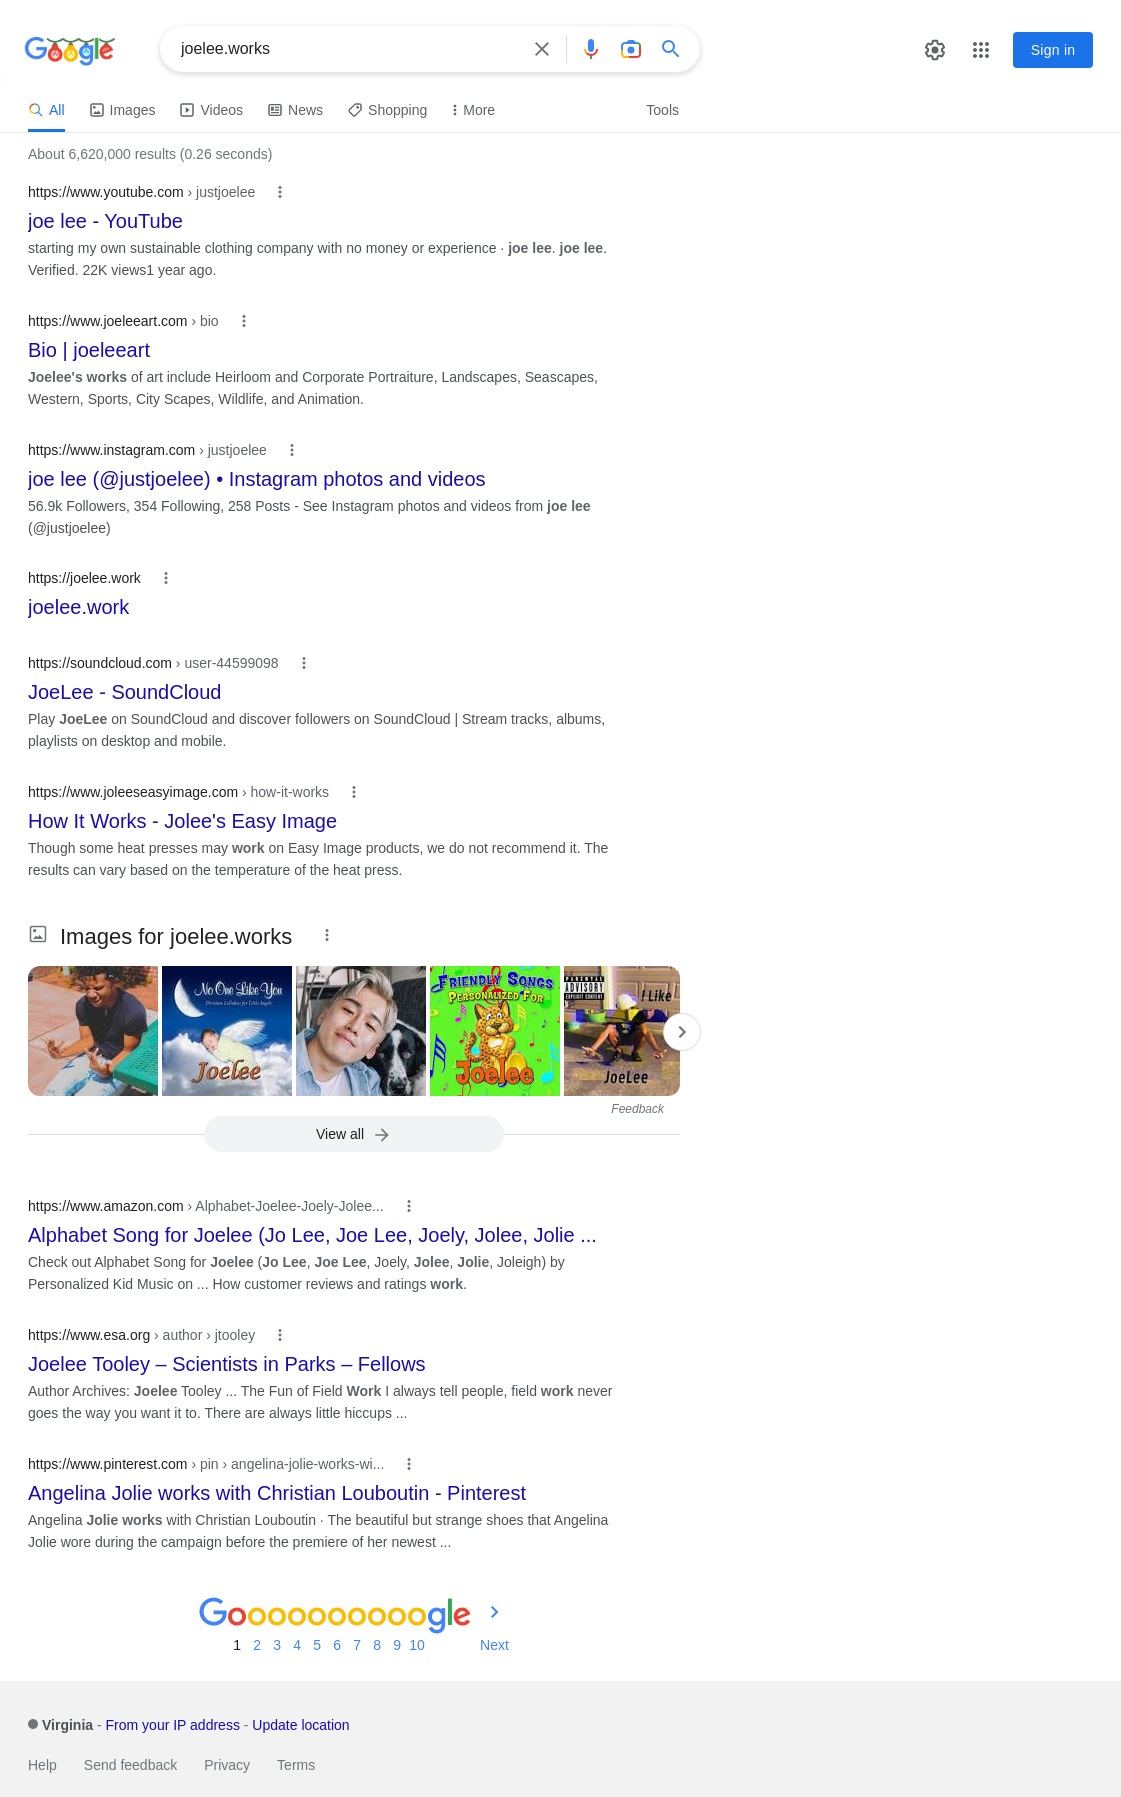 Google
joelee.works
Sign in
All
Images
Videos
News
Shopping
More
Tools
About 6,620,000 results (0.26 seconds)
https://www.youtube.com › justjoelee
joe lee - YouTube
starting my own sustainable clothing company with no money or experience · joe lee. joe lee.
Verified. 22K views1 year ago.
https://www.joeleeart.com › bio
Bio | joeleeart
Joelee's works of art include Heirloom and Corporate Portraiture, Landscapes, Seascapes,
Western, Sports, City Scapes, Wildlife, and Animation.
https://www.instagram.com › justjoelee
joe lee (@justjoelee) • Instagram photos and videos
56.9k Followers, 354 Following, 258 Posts - See Instagram photos and videos from joe lee
(@justjoelee)
https://joelee.work
joelee.work
https://soundcloud.com › user-44599098
JoeLee - SoundCloud
Play JoeLee on SoundCloud and discover followers on SoundCloud | Stream tracks, albums,
playlists on desktop and mobile.
https://www.joleeseasyimage.com › how-it-works
How It Works - Jolee's Easy Image
Though some heat presses may work on Easy Image products, we do not recommend it. The
results can vary based on the temperature of the heat press.
Images for joelee.works
No One Like You
Christian Lullabies for Little Angels
Joelee
FRIENDLY SONGS
PERSONALIZED FOR
Joelee
PARENTAL
ADVISORY
EXPLICIT CONTENT
I Like
JoeLee
Feedback
View all
https://www.amazon.com › Alphabet-Joelee-Joely-Jolee...
Alphabet Song for Joelee (Jo Lee, Joe Lee, Joely, Jolee, Jolie ...
Check out Alphabet Song for Joelee (Jo Lee, Joe Lee, Joely, Jolee, Jolie, Joleigh) by
Personalized Kid Music on ... How customer reviews and ratings work.
https://www.esa.org › author › jtooley
Joelee Tooley – Scientists in Parks – Fellows
Author Archives: Joelee Tooley ... The Fun of Field Work I always tell people, field work never
goes the way you want it to. There are always little hiccups ...
https://www.pinterest.com › pin › angelina-jolie-works-wi...
Angelina Jolie works with Christian Louboutin - Pinterest
Angelina Jolie works with Christian Louboutin · The beautiful but strange shoes that Angelina
Jolie wore during the campaign before the premiere of her newest ...
Goooooooooogle
1 2 3 4 5 6 7 8 9 10 Next
Virginia - From your IP address - Update location
Help
Send feedback
Privacy
Terms